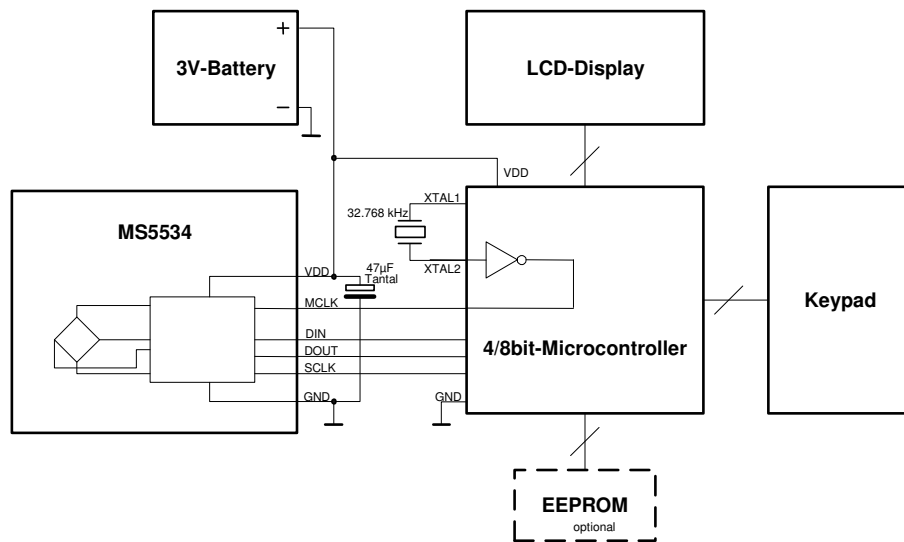 +
3V-Battery
−
LCD-Display
VDD
XTAL1
32.768 kHz
XTAL2
MS5534
VDD
47µF
Tantal
MCLK
DIN
DOUT
SCLK
GND
4/8bit-Microcontroller
GND
Keypad
EEPROM
optional